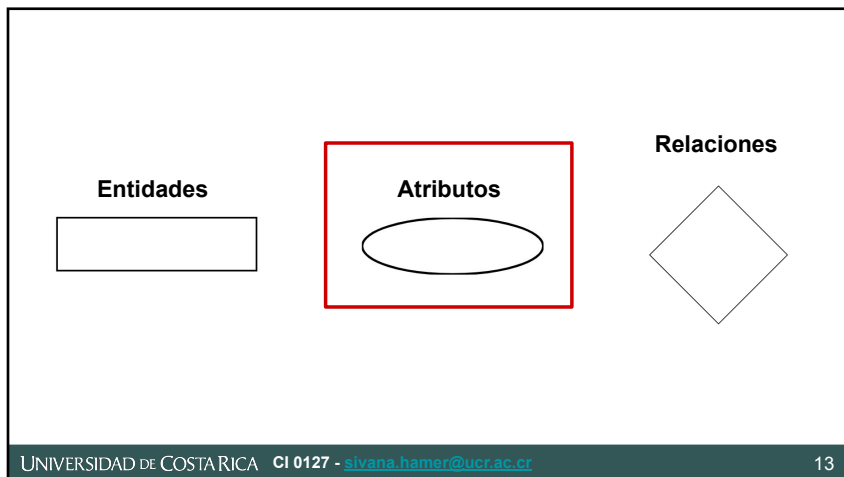 Entidades
Atributos
Relaciones
UNIVERSIDAD DE COSTA RICA CI 0127 - sivana.hamer@ucr.ac.cr 13